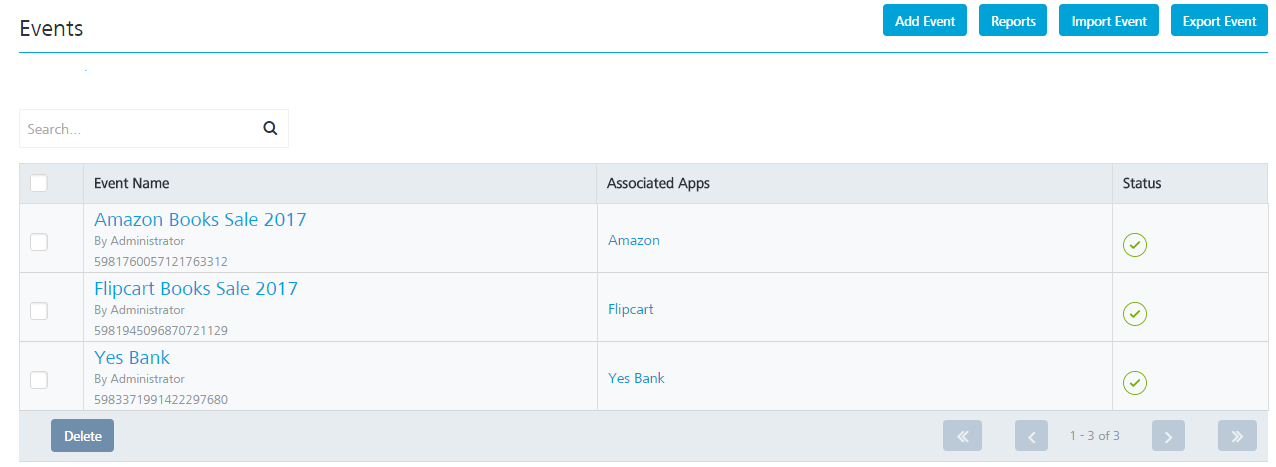 Events
Add Event
Reports
Import Event
Export Event
Search...
Event Name
Associated Apps
Status
Amazon Books Sale 2017
By Administrator
5981760057121763312
Amazon
Flipcart Books Sale 2017
By Administrator
5981945096870721129
Flipcart
Yes Bank
By Administrator
5983371991422297680
Yes Bank
Delete
1 - 3 of 3